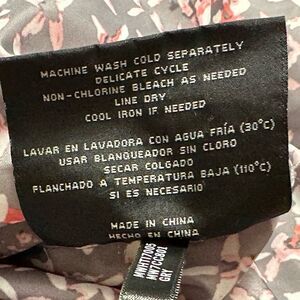 MACHINE WASH COLD SEPARATELY
DELICATE CYCLE
NON-CHLORINE BLEACH AS NEEDED
LINE DRY
COOL IRON IF NEEDED
LAVAR EN LAVADORA CON AGUA FRÍA (30°C)
USAR BLANQUEADOR SIN CLORO
SECAR COLGADO
PLANCHADO A TEMPERATURA BAJA (110°C)
SI ES NECESARIO
MADE IN CHINA
HECHO EN CHINA
GRY